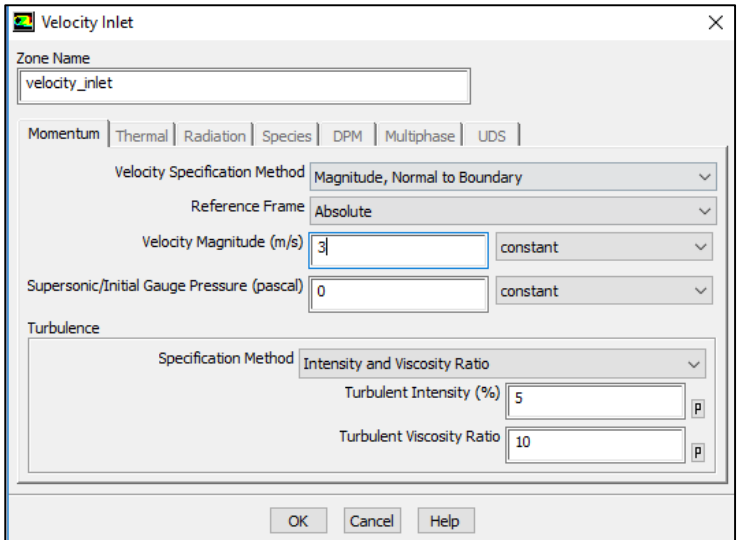 Velocity Inlet
Zone Name
velocity_inlet
Momentum Thermal Radiation Species DPM Multiphase UDS
Velocity Specification Method Magnitude, Normal to Boundary
Reference Frame Absolute
Velocity Magnitude (m/s) 3 constant
Supersonic/Initial Gauge Pressure (pascal) 0 constant
Turbulence
Specification Method Intensity and Viscosity Ratio
Turbulent Intensity (%) 5 P
Turbulent Viscosity Ratio 10 P
OK Cancel Help